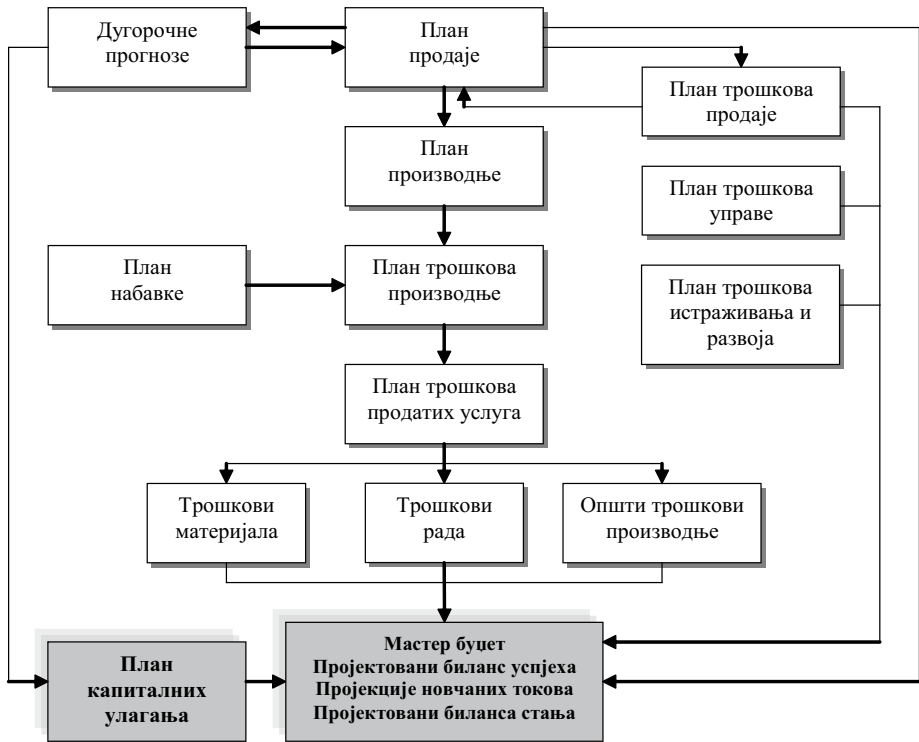 Дугорочне
прогнозе
План
продаје
План трошкова
продаје
План
производње
План трошкова
управе
План
набавке
План трошкова
производње
План трошкова
истраживања и
развоја
План трошкова
продатих услуга
Трошкови
материјала
Трошкови
рада
Општи трошкови
производње
План
капиталних
улагања
Мастер буџет
Пројектовани биланс успјеха
Пројекције новчаних токова
Пројектовани биланса стања